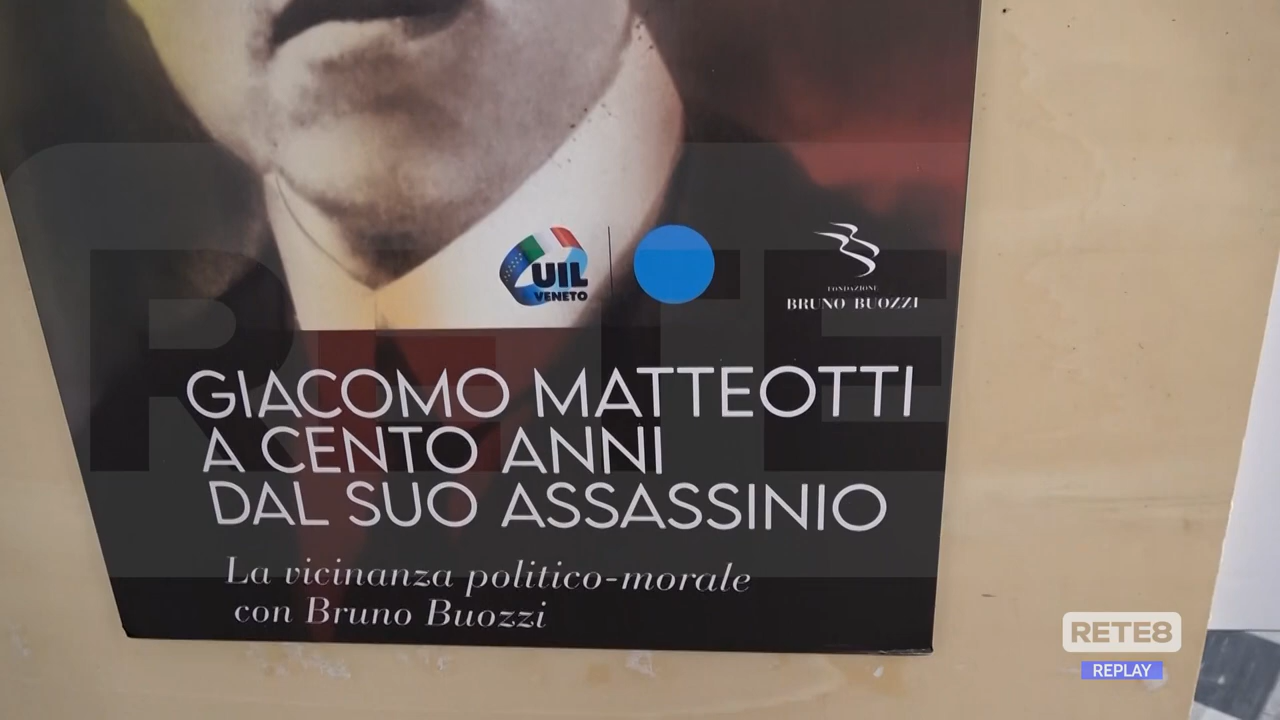 UIL
VENETO
FONDAZIONE
BRUNO BUOZZI
GIACOMO MATTEOTTI
A CENTO ANNI
DAL SUO ASSASSINIO
La vicinanza politico-morale
con Bruno Buozzi
RETE
RETE8
REPLAY